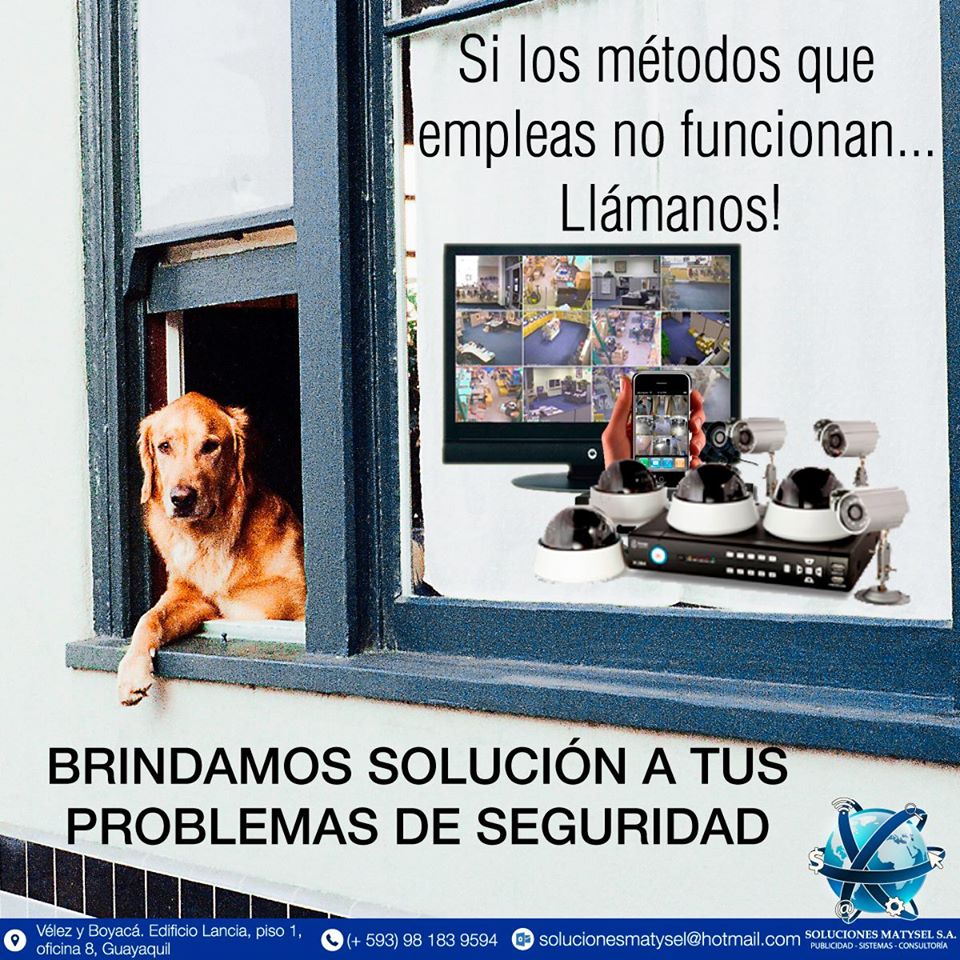 Si los métodos que
empleas no funcionan...
Llámanos!
BRINDAMOS SOLUCIÓN A TUS
PROBLEMAS DE SEGURIDAD
Vélez y Boyacá. Edificio Lancia, piso 1,
oficina 8, Guayaquil
(+ 593) 98 183 9594
solucionesmatysel@hotmail.com
SOLUCIONES MATYSEL S.A.
PUBLICIDAD - SISTEMAS - CONSULTORÍA